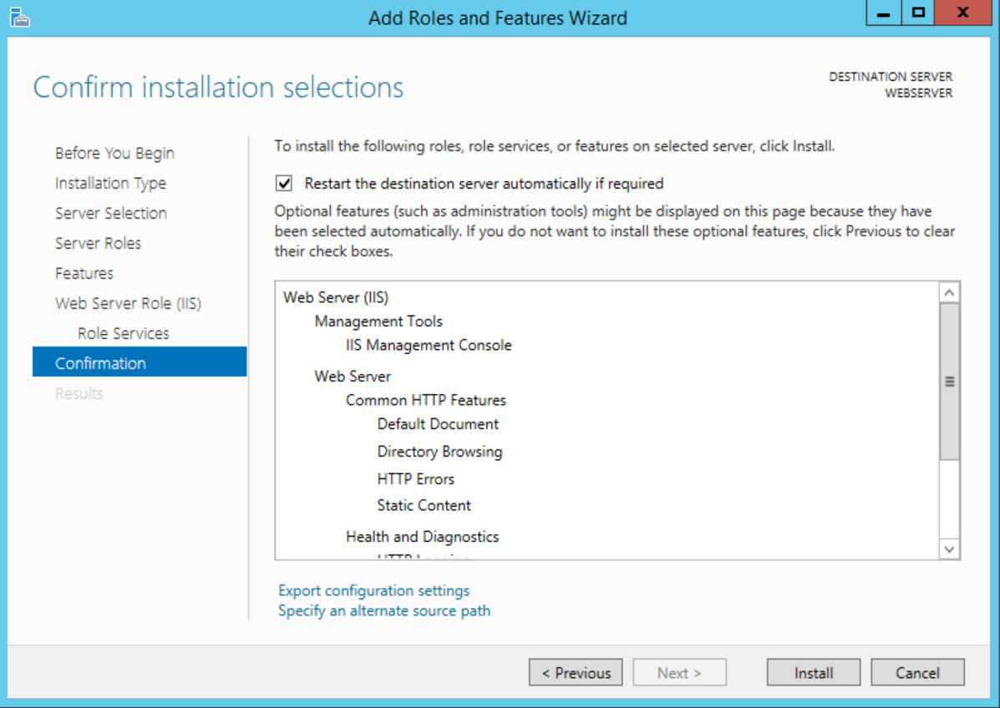 Add Roles and Features Wizard
Confirm installation selections
DESTINATION SERVER
WEBSERVER
Before You Begin
Installation Type
Server Selection
Server Roles
Features
Web Server Role (IIS)
Role Services
Confirmation
Results
To install the following roles, role services, or features on selected server, click Install.
Restart the destination server automatically if required
Optional features (such as administration tools) might be displayed on this page because they have
been selected automatically. If you do not want to install these optional features, click Previous to clear
their check boxes.
Web Server (IIS)
Management Tools
IIS Management Console
Web Server
Common HTTP Features
Default Document
Directory Browsing
HTTP Errors
Static Content
Health and Diagnostics
Export configuration settings
Specify an alternate source path
< Previous
Next >
Install
Cancel